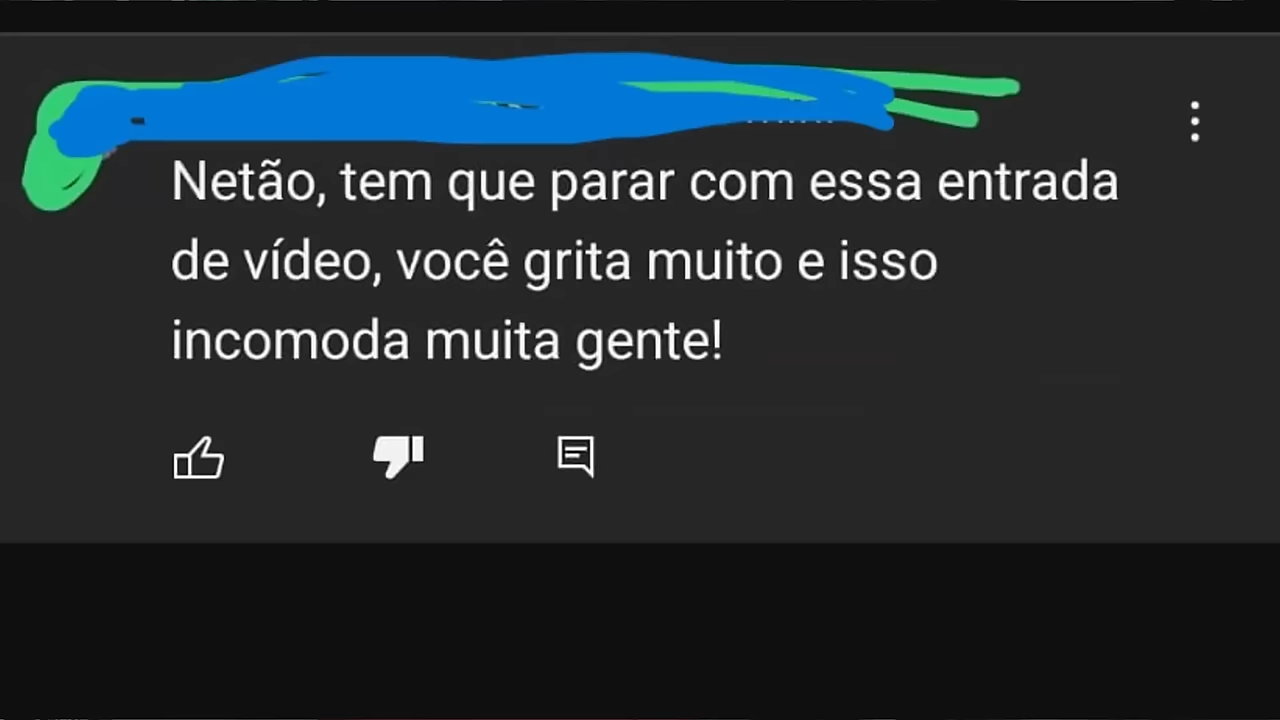 Netão, tem que parar com essa entrada
de vídeo, você grita muito e isso
incomoda muita gente!